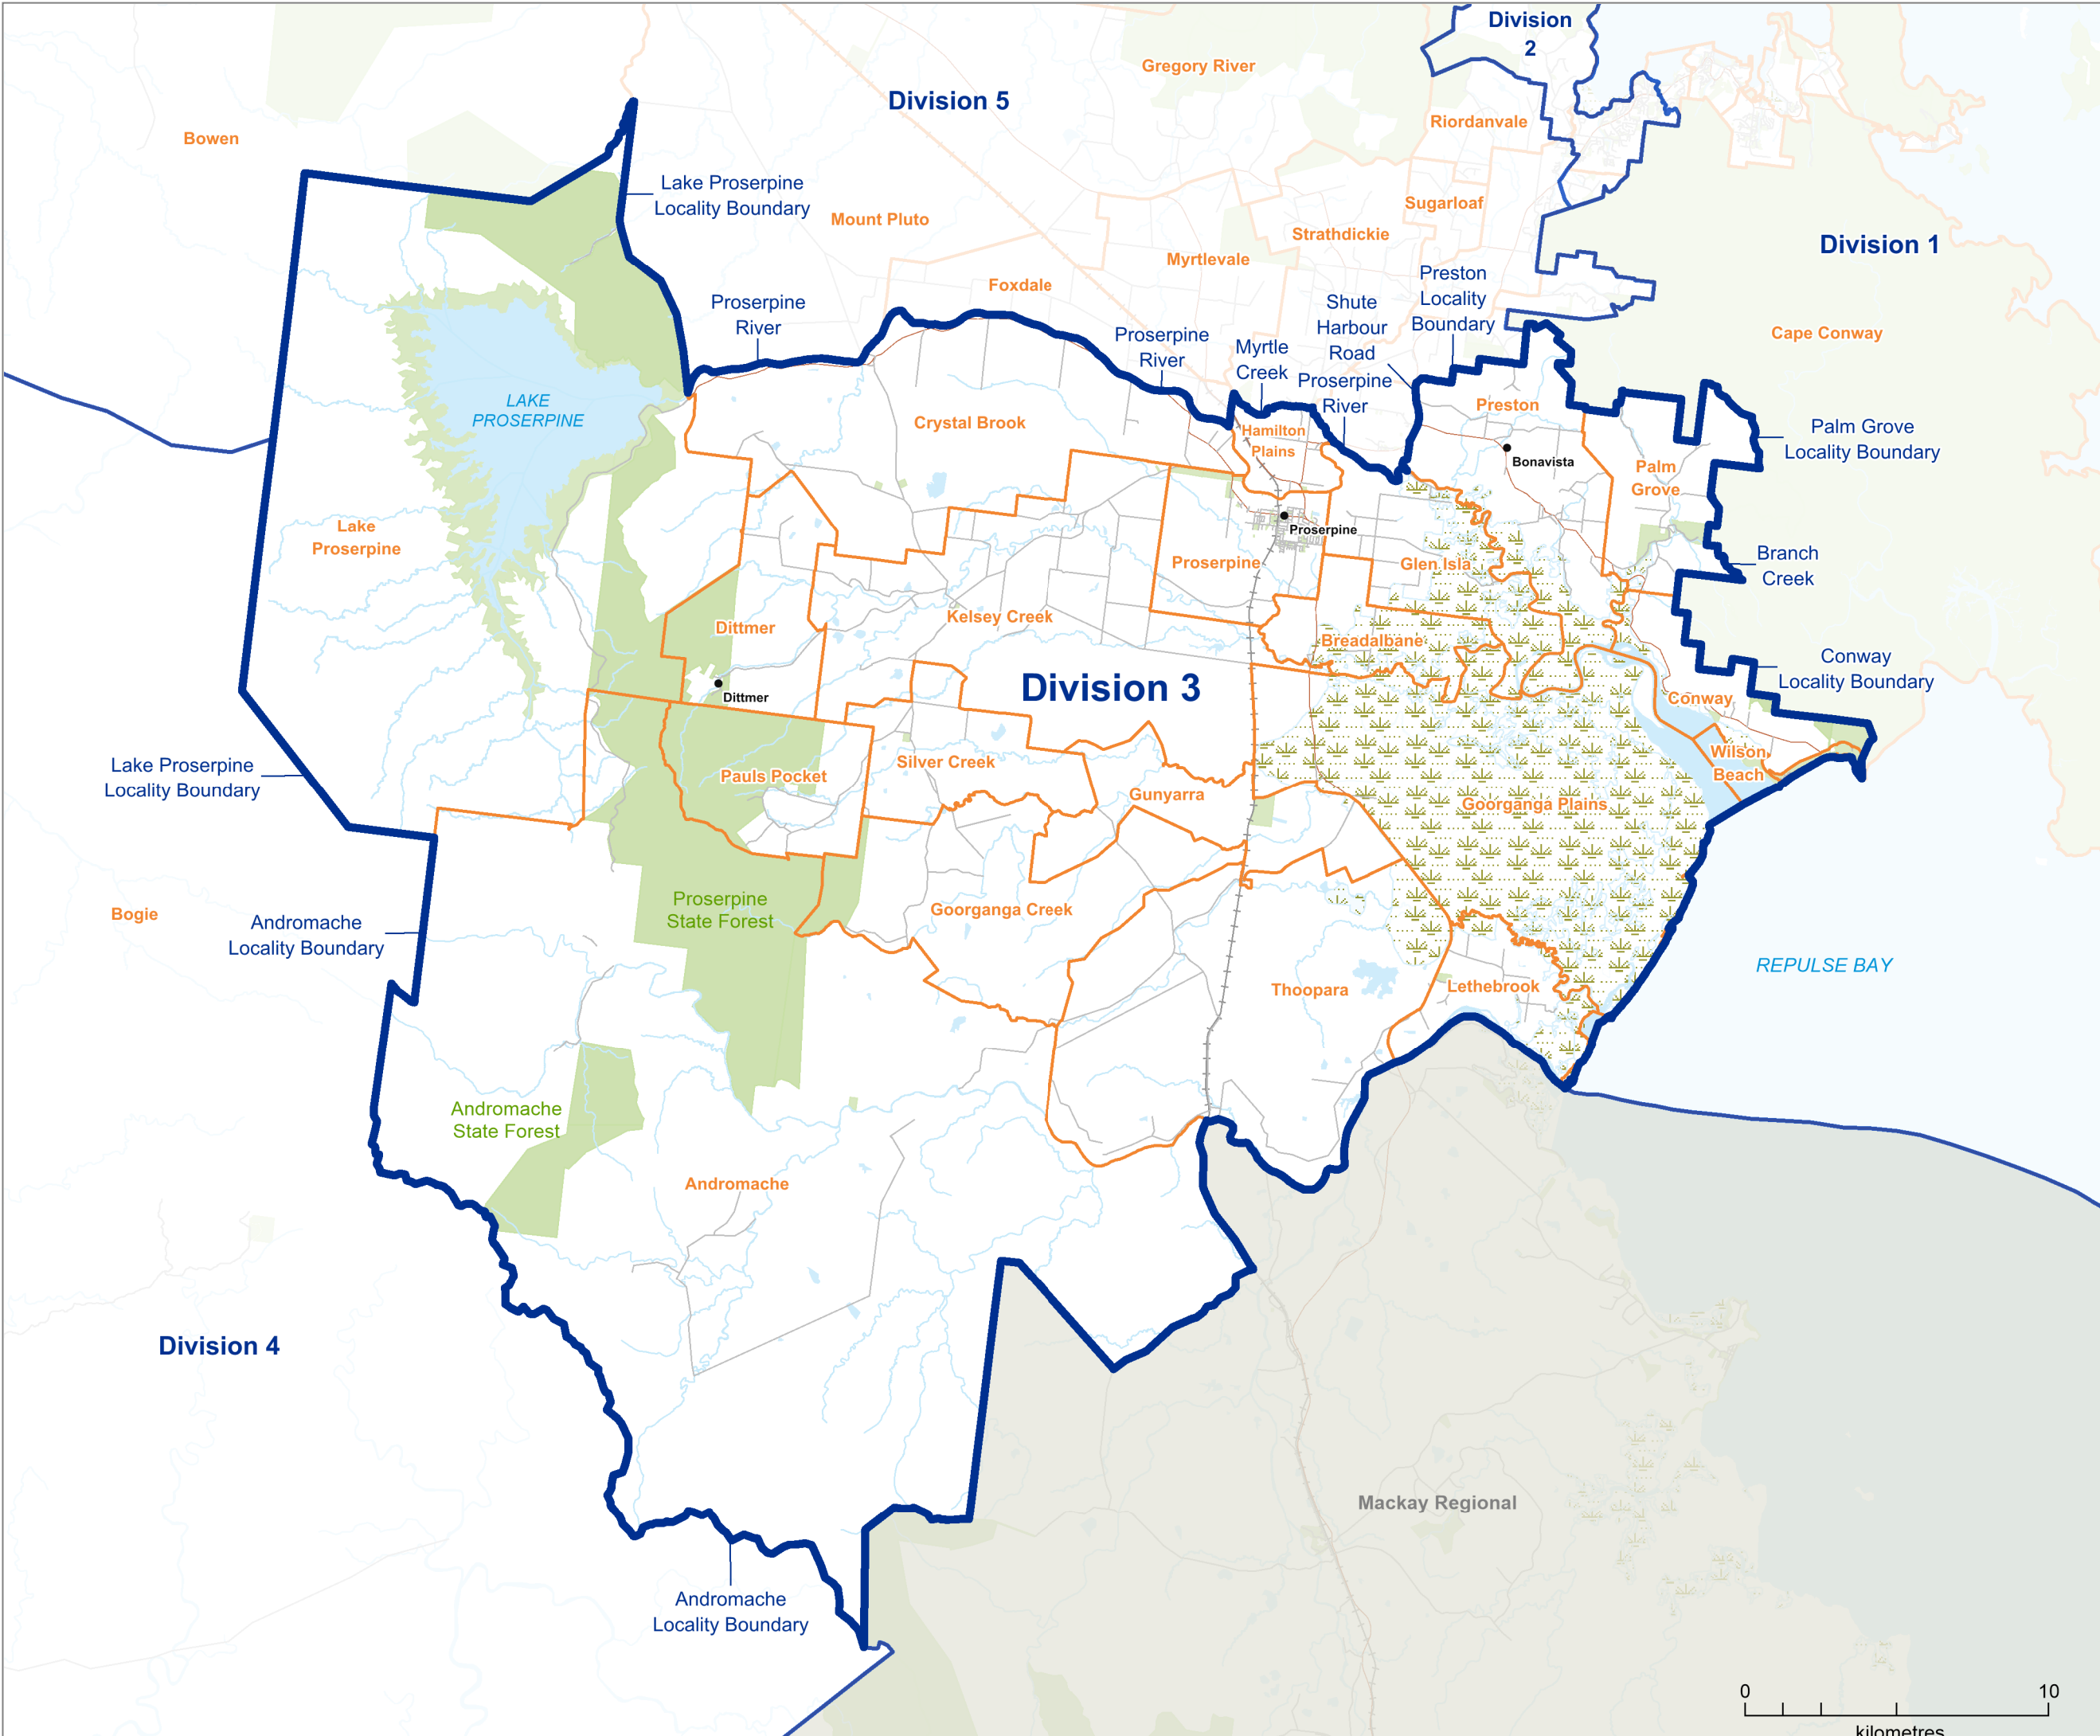 Division
2
Gregory River
Division 5
Riordanvale
Bowen
Lake Proserpine
Locality Boundary
Mount Pluto
Sugarloaf
Strathdickie
Division 1
Myrtlevale
Preston
Locality
Boundary
Foxdale
Proserpine
River
Shute
Harbour
Road
Cape Conway
Proserpine
River
Myrtle
Creek
Proserpine
River
LAKE
PROSERPINE
Crystal Brook
Hamilton
Plains
Preston
Bonavista
Palm Grove
Locality Boundary
Palm
Grove
Lake
Proserpine
Proserpine
Proserpine
Glen Isla
Branch
Creek
Dittmer
Kelsey Creek
Breadalbane
Conway
Locality Boundary
Division 3
Dittmer
Conway
Lake Proserpine
Locality Boundary
Pauls Pocket
Silver Creek
Gunyarra
Wilson
Beach
Goorganga Plains
Bogie
Andromache
Locality Boundary
Proserpine
State Forest
Goorganga Creek
Thoopara
Lethebrook
REPULSE BAY
Andromache
State Forest
Andromache
Division 4
Mackay Regional
Andromache
Locality Boundary
0 10
kilometres